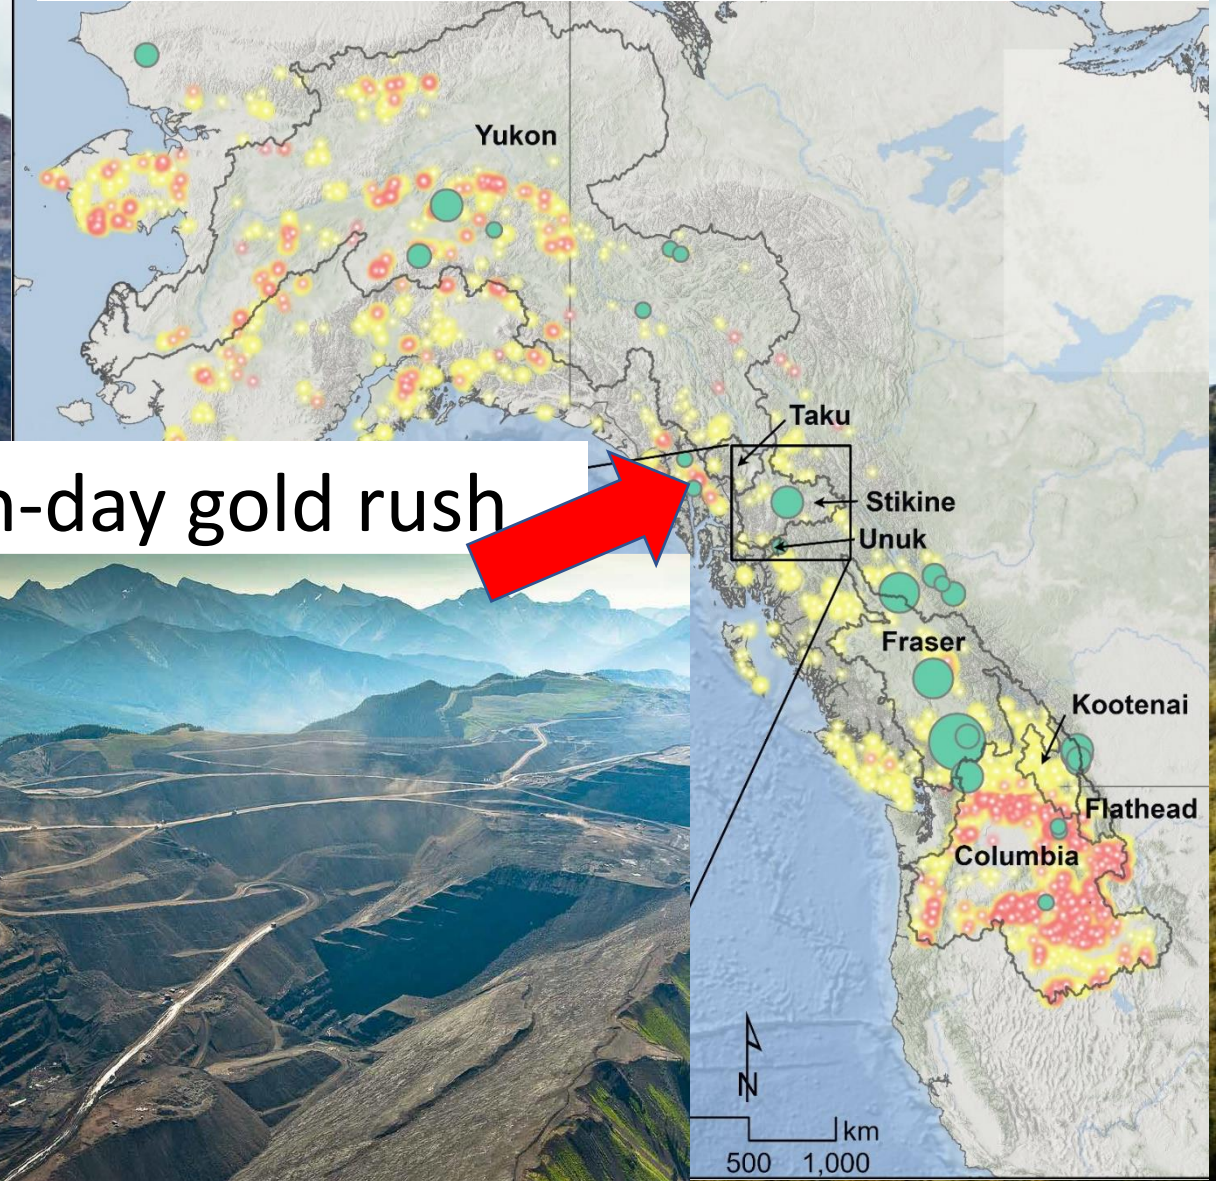 Yukon
Taku
n-day gold rush
Stikine
Unuk
Fraser
Kootenai
Flathead
Columbia
N
km
500 1,000